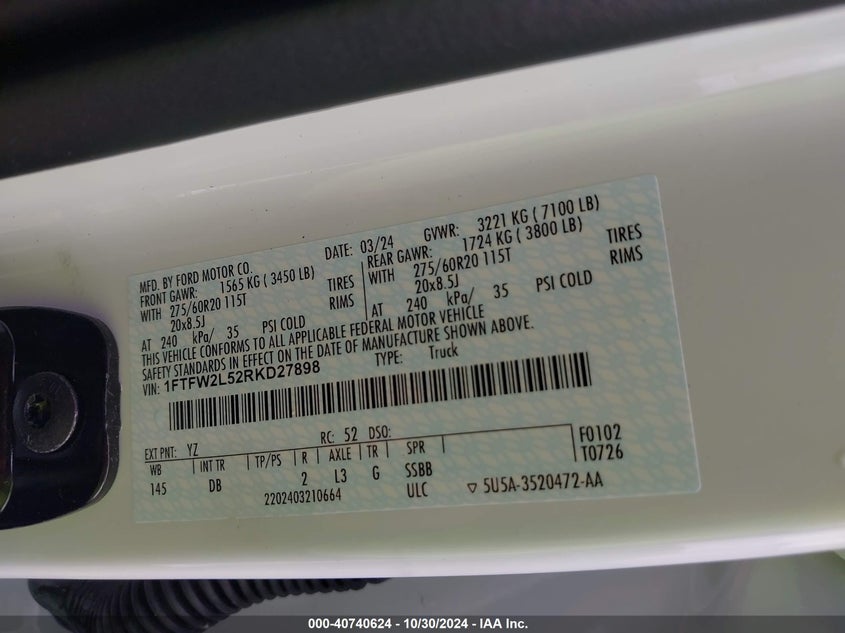 MFD. BY FORD MOTOR CO. DATE: 03/24 GVWR: 3221 KG ( 7100 LB)
FRONT GAWR: 1565 KG ( 3450 LB) REAR GAWR: 1724 KG ( 3800 LB)
WITH 275/60R20 115T TIRES WITH 275/60R20 115T TIRES
20x8.5J RIMS 20x8.5J RIMS
AT 240 kPa/ 35 PSI COLD AT 240 kPa/ 35 PSI COLD
THIS VEHICLE CONFORMS TO ALL APPLICABLE FEDERAL MOTOR VEHICLE
SAFETY STANDARDS IN EFFECT ON THE DATE OF MANUFACTURE SHOWN ABOVE.
VIN: 1FTFW2L52RKD27898 TYPE: Truck
EXT PNT: YZ RC: 52 DSO: F0102
WB INT TR TP/PS R AXLE TR SPR T0726
145 DB 2 L3 G SSBB
2202403210664 ULC ▽ 5U5A-3520472-AA
000-40740624 - 10/30/2024 - IAA Inc.